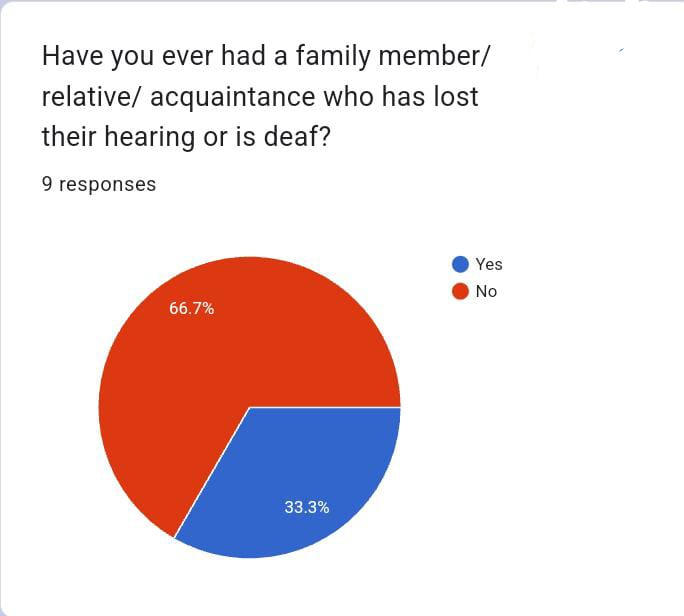 Have you ever had a family member/
relative/ acquaintance who has lost
their hearing or is deaf?
9 responses
Yes
No
66.7%
33.3%